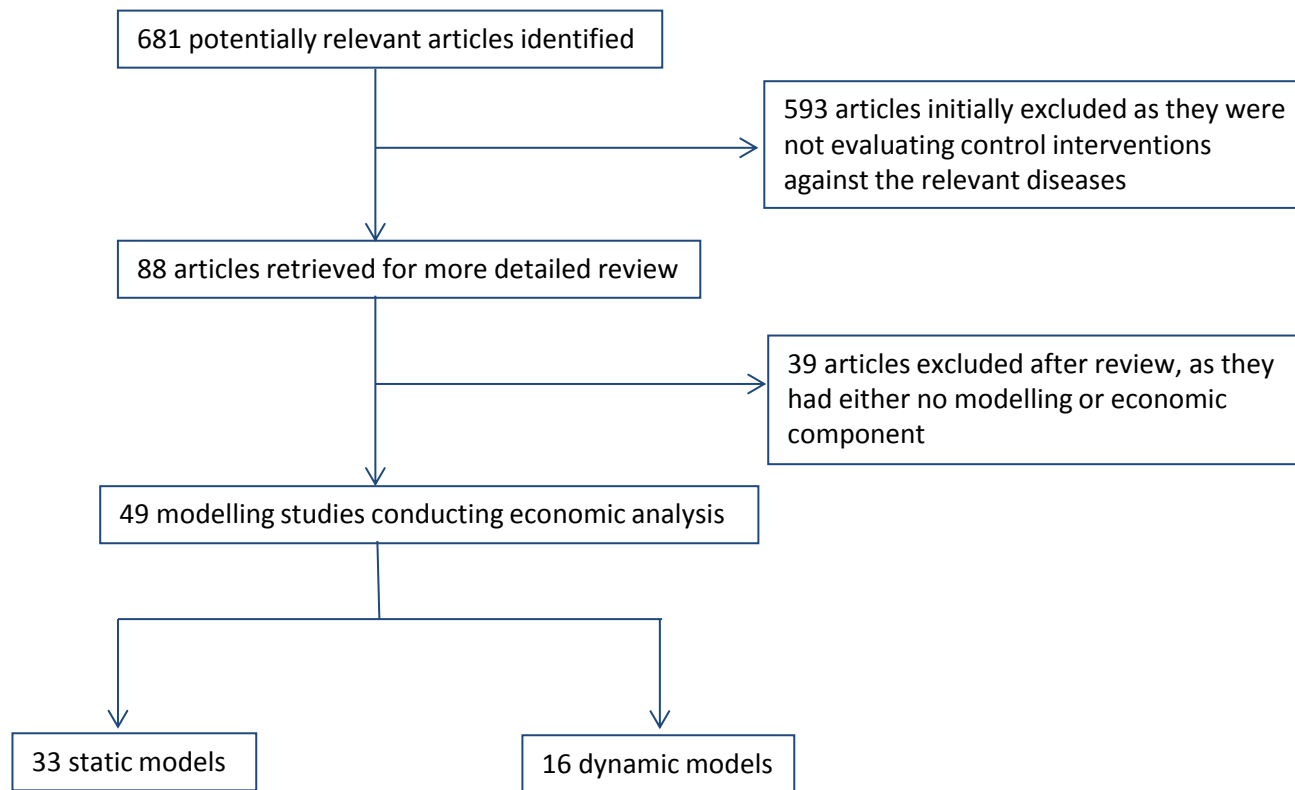 681 potentially relevant articles identified
593 articles initially excluded as they were
not evaluating control interventions
against the relevant diseases
88 articles retrieved for more detailed review
39 articles excluded after review, as they
had either no modelling or economic
component
49 modelling studies conducting economic analysis
33 static models
16 dynamic models